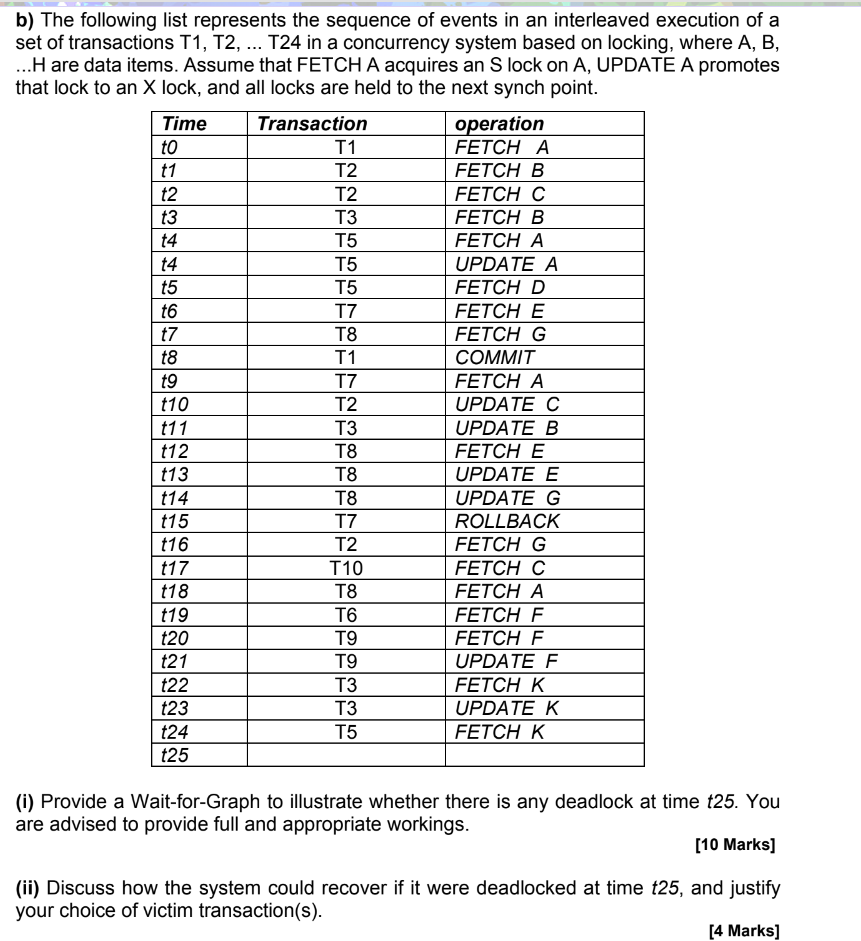 b) The following list represents the sequence of events in an interleaved execution of a
set of transactions T1, T2, ... T24 in a concurrency system based on locking, where A, B,
...H are data items. Assume that FETCH A acquires an S lock on A, UPDATE A promotes
that lock to an X lock, and all locks are held to the next synch point.
Time Transaction operation
t0 T1 FETCH A
t1 T2 FETCH B
t2 T2 FETCH C
t3 T3 FETCH B
t4 T5 FETCH A
t4 T5 UPDATE A
t5 T5 FETCH D
t6 T7 FETCH E
t7 T8 FETCH G
t8 T1 COMMIT
t9 T7 FETCH A
t10 T2 UPDATE C
t11 T3 UPDATE B
t12 T8 FETCH E
t13 T8 UPDATE E
t14 T8 UPDATE G
t15 T7 ROLLBACK
t16 T2 FETCH G
t17 T10 FETCH C
t18 T8 FETCH A
t19 T6 FETCH F
t20 T9 FETCH F
t21 T9 UPDATE F
t22 T3 FETCH K
t23 T3 UPDATE K
t24 T5 FETCH K
t25
(i) Provide a Wait-for-Graph to illustrate whether there is any deadlock at time t25. You
are advised to provide full and appropriate workings.
[10 Marks]
(ii) Discuss how the system could recover if it were deadlocked at time t25, and justify
your choice of victim transaction(s).
[4 Marks]